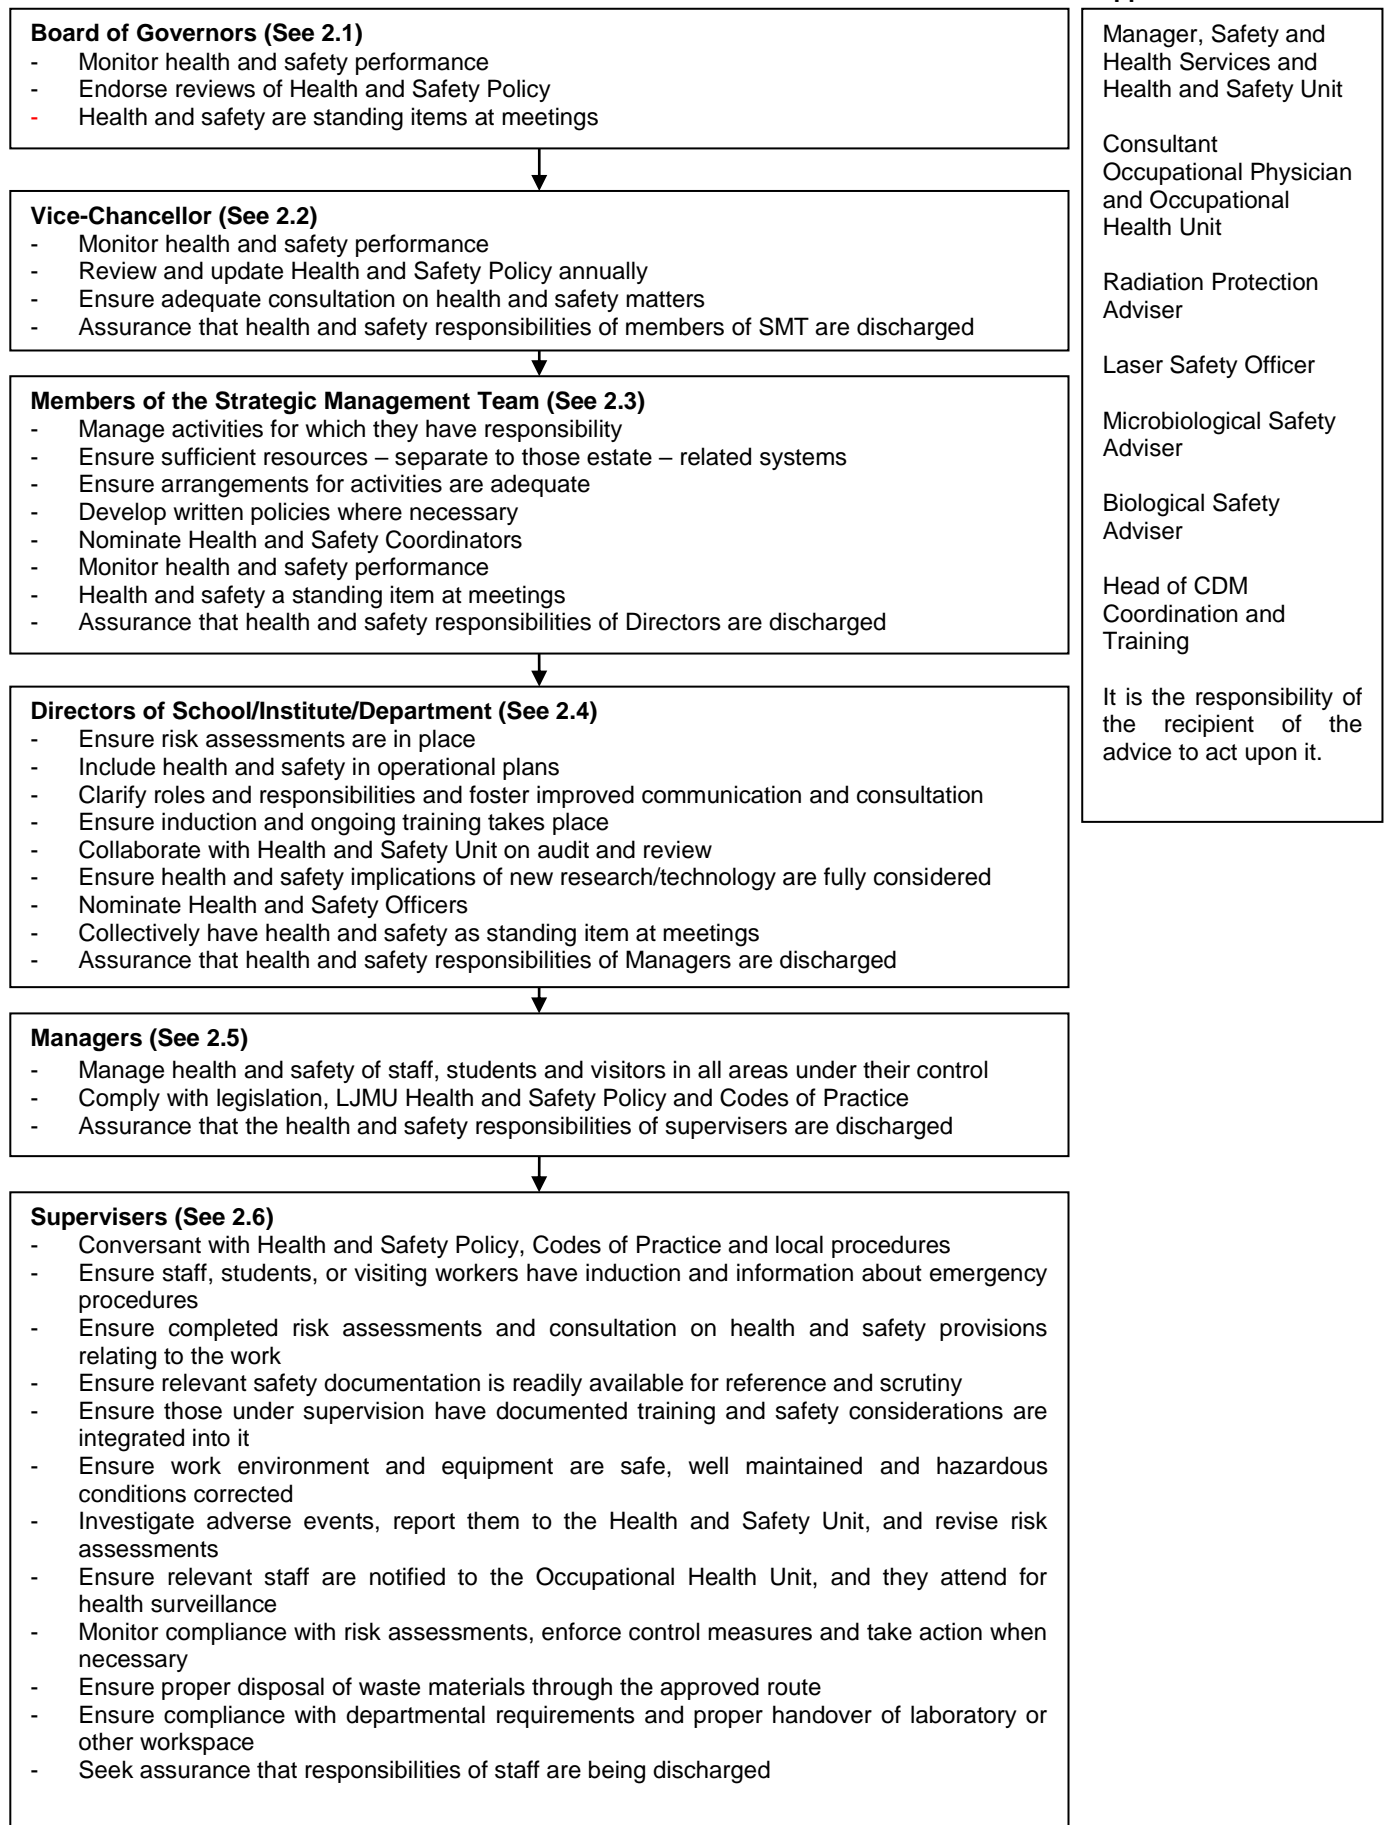 Board of Governors (See 2.1)
- Monitor health and safety performance
- Endorse reviews of Health and Safety Policy
- Health and safety are standing items at meetings
Vice-Chancellor (See 2.2)
- Monitor health and safety performance
- Review and update Health and Safety Policy annually
- Ensure adequate consultation on health and safety matters
- Assurance that health and safety responsibilities of members of SMT are discharged
Members of the Strategic Management Team (See 2.3)
- Manage activities for which they have responsibility
- Ensure sufficient resources – separate to those estate – related systems
- Ensure arrangements for activities are adequate
- Develop written policies where necessary
- Nominate Health and Safety Coordinators
- Monitor health and safety performance
- Health and safety a standing item at meetings
- Assurance that health and safety responsibilities of Directors are discharged
Directors of School/Institute/Department (See 2.4)
- Ensure risk assessments are in place
- Include health and safety in operational plans
- Clarify roles and responsibilities and foster improved communication and consultation
- Ensure induction and ongoing training takes place
- Collaborate with Health and Safety Unit on audit and review
- Ensure health and safety implications of new research/technology are fully considered
- Nominate Health and Safety Officers
- Collectively have health and safety as standing item at meetings
- Assurance that health and safety responsibilities of Managers are discharged
Managers (See 2.5)
- Manage health and safety of staff, students and visitors in all areas under their control
- Comply with legislation, LJMU Health and Safety Policy and Codes of Practice
- Assurance that the health and safety responsibilities of supervisers are discharged
Supervisers (See 2.6)
- Conversant with Health and Safety Policy, Codes of Practice and local procedures
- Ensure staff, students, or visiting workers have induction and information about emergency
procedures
- Ensure completed risk assessments and consultation on health and safety provisions
relating to the work
- Ensure relevant safety documentation is readily available for reference and scrutiny
- Ensure those under supervision have documented training and safety considerations are
integrated into it
- Ensure work environment and equipment are safe, well maintained and hazardous
conditions corrected
- Investigate adverse events, report them to the Health and Safety Unit, and revise risk
assessments
- Ensure relevant staff are notified to the Occupational Health Unit, and they attend for
health surveillance
- Monitor compliance with risk assessments, enforce control measures and take action when
necessary
- Ensure proper disposal of waste materials through the approved route
- Ensure compliance with departmental requirements and proper handover of laboratory or
other workspace
- Seek assurance that responsibilities of staff are being discharged
Manager, Safety and
Health Services and
Health and Safety Unit
Consultant
Occupational Physician
and Occupational
Health Unit
Radiation Protection
Adviser
Laser Safety Officer
Microbiological Safety
Adviser
Biological Safety
Adviser
Head of CDM
Coordination and
Training
It is the responsibility of
the recipient of the
advice to act upon it.